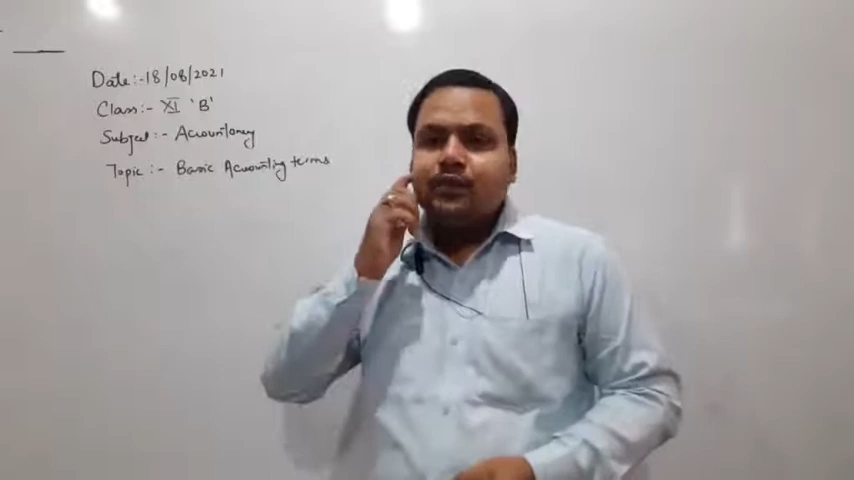 Date:-18/08/2021
Class:- XI 'B'
Subject:- Accountancy
Topic:- Basic Accounting terms